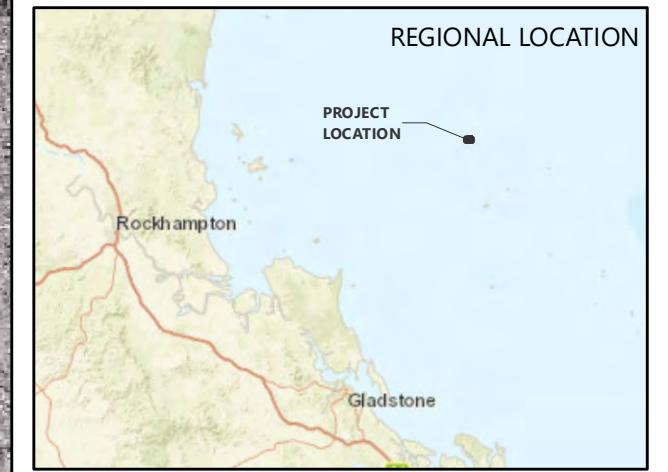 REGIONAL LOCATION
PROJECT
LOCATION
Rockhampton
Gladstone